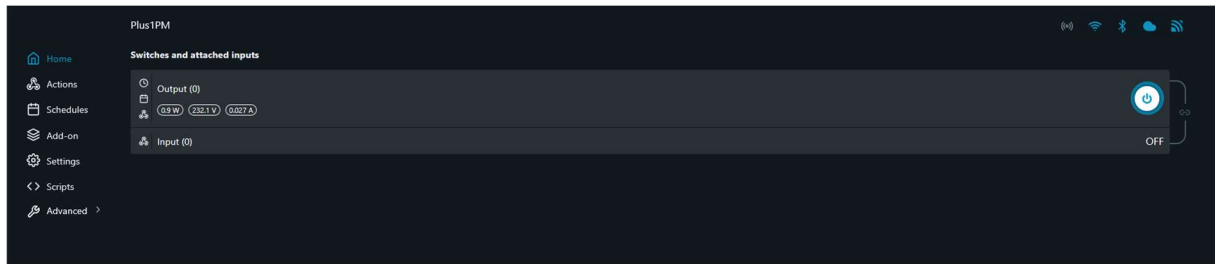 Plus1PM
Home
Actions
Schedules
Add-on
Settings
Scripts
Advanced
Switches and attached inputs
Output (0)
0.9 W 232.1 V 0.027 A
Input (0) OFF